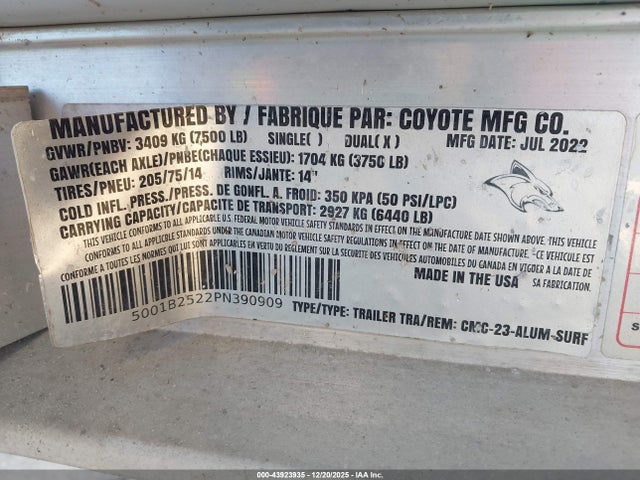 MANUFACTURED BY / FABRIQUE PAR: COYOTE MFG CO.
GVWR/PNBV: 3409 KG (7,500 LB) SINGLE( ) DUAL( X ) MFG DATE: JUL 2022
GAWR(EACH AXLE)/PNBE(CHAQUE ESSIEU): 1704 KG (3750 LB)
TIRES/PNEU: 205/75/14 RIMS/JANTE: 14"
COLD INFL. PRESS/PRESS. DE GONFL. A. FROID: 350 KPA (50 PSI/LPC)
CARRYING CAPACITY/CAPACITE DE TRANSPORT: 2927 KG (6440 LB)
THIS VEHICLE CONFORMS TO ALL APPLICABLE U.S. FEDERAL MOTOR VEHICLE SAFETY STANDARDS IN EFFECT ON THE MANUFACTURE DATE SHOWN ABOVE. THIS VEHICLE
CONFORMS TO ALL APPLICABLE STANDARDS PRESCRIBED UNDER THE CANADIAN MOTOR VEHICLE SAFETY REGULATIONS IN EFFECT ON THE DATE OF MANUFACTURE. \ CE VEHICULE EST
CONFORME A TOUTES LES NORMES QUI LUI SONT APPLICABLES EN VERTU DU REGLEMENT SUR LA SECURITE DES VEHICULES AUTOMOBILES DU CANADA EN VIGUEUR A LA DATE DE
SA FABRICATION.
MADE IN THE USA
5001B2522PN390909
TYPE/TYPE: TRAILER TRA/REM: CMC-23-ALUM-SURF
S
000-43923935 - 12/20/2025 - IAA, Inc.